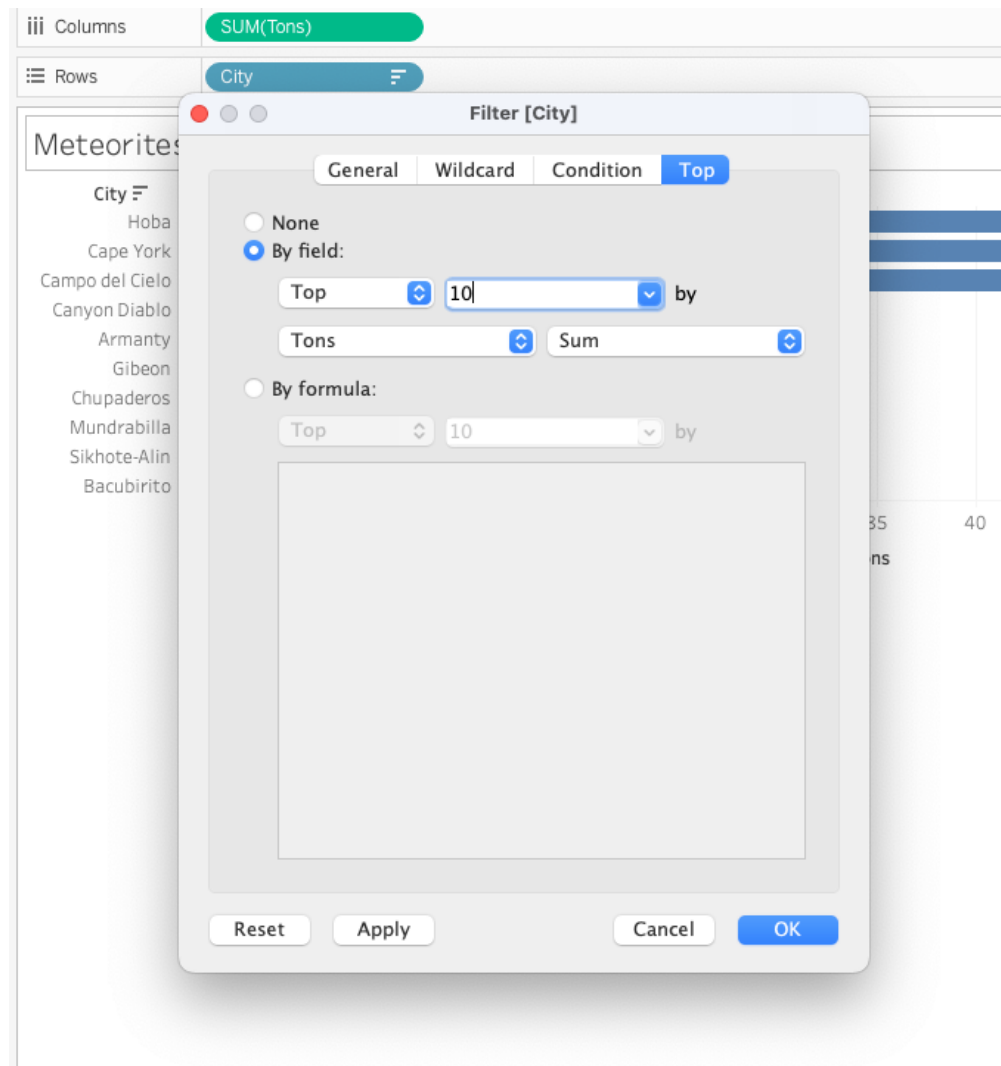 Columns SUM(Tons)
Rows City
Filter [City]
Meteorites
General Wildcard Condition Top
City
Hoba
None
Cape York
By field:
Campo del Cielo
Top 10 by
Canyon Diablo
Armanty
Tons Sum
Gibeon
By formula:
Chupaderos
Mundrabilla
Top 10 by
Sikhote-Alin
Bacubirito
35 40
Reset Apply Cancel OK